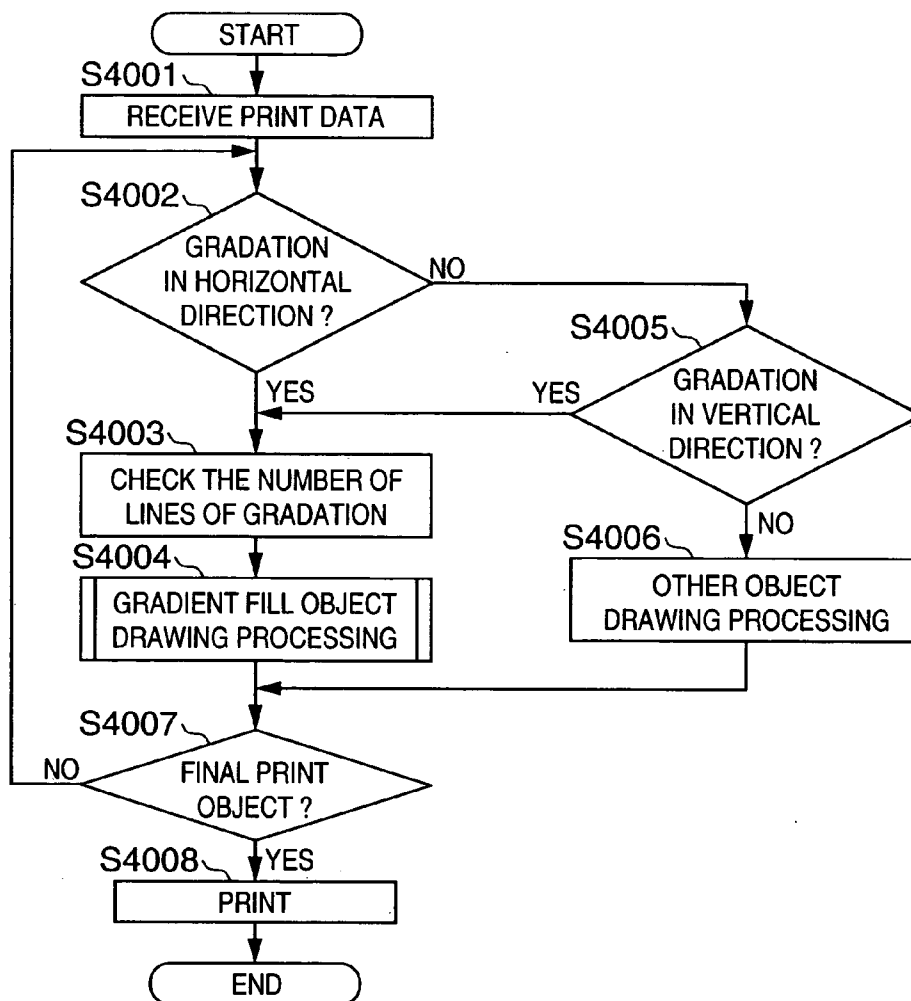 START
S4001
RECEIVE PRINT DATA
S4002
GRADATION
IN HORIZONTAL
DIRECTION ?
NO
S4005
YES
YES
GRADATION
IN VERTICAL
DIRECTION ?
S4003
CHECK THE NUMBER OF
LINES OF GRADATION
NO
S4004
GRADIENT FILL OBJECT
DRAWING PROCESSING
S4006
OTHER OBJECT
DRAWING PROCESSING
S4007
NO
FINAL PRINT
OBJECT ?
S4008
YES
PRINT
END